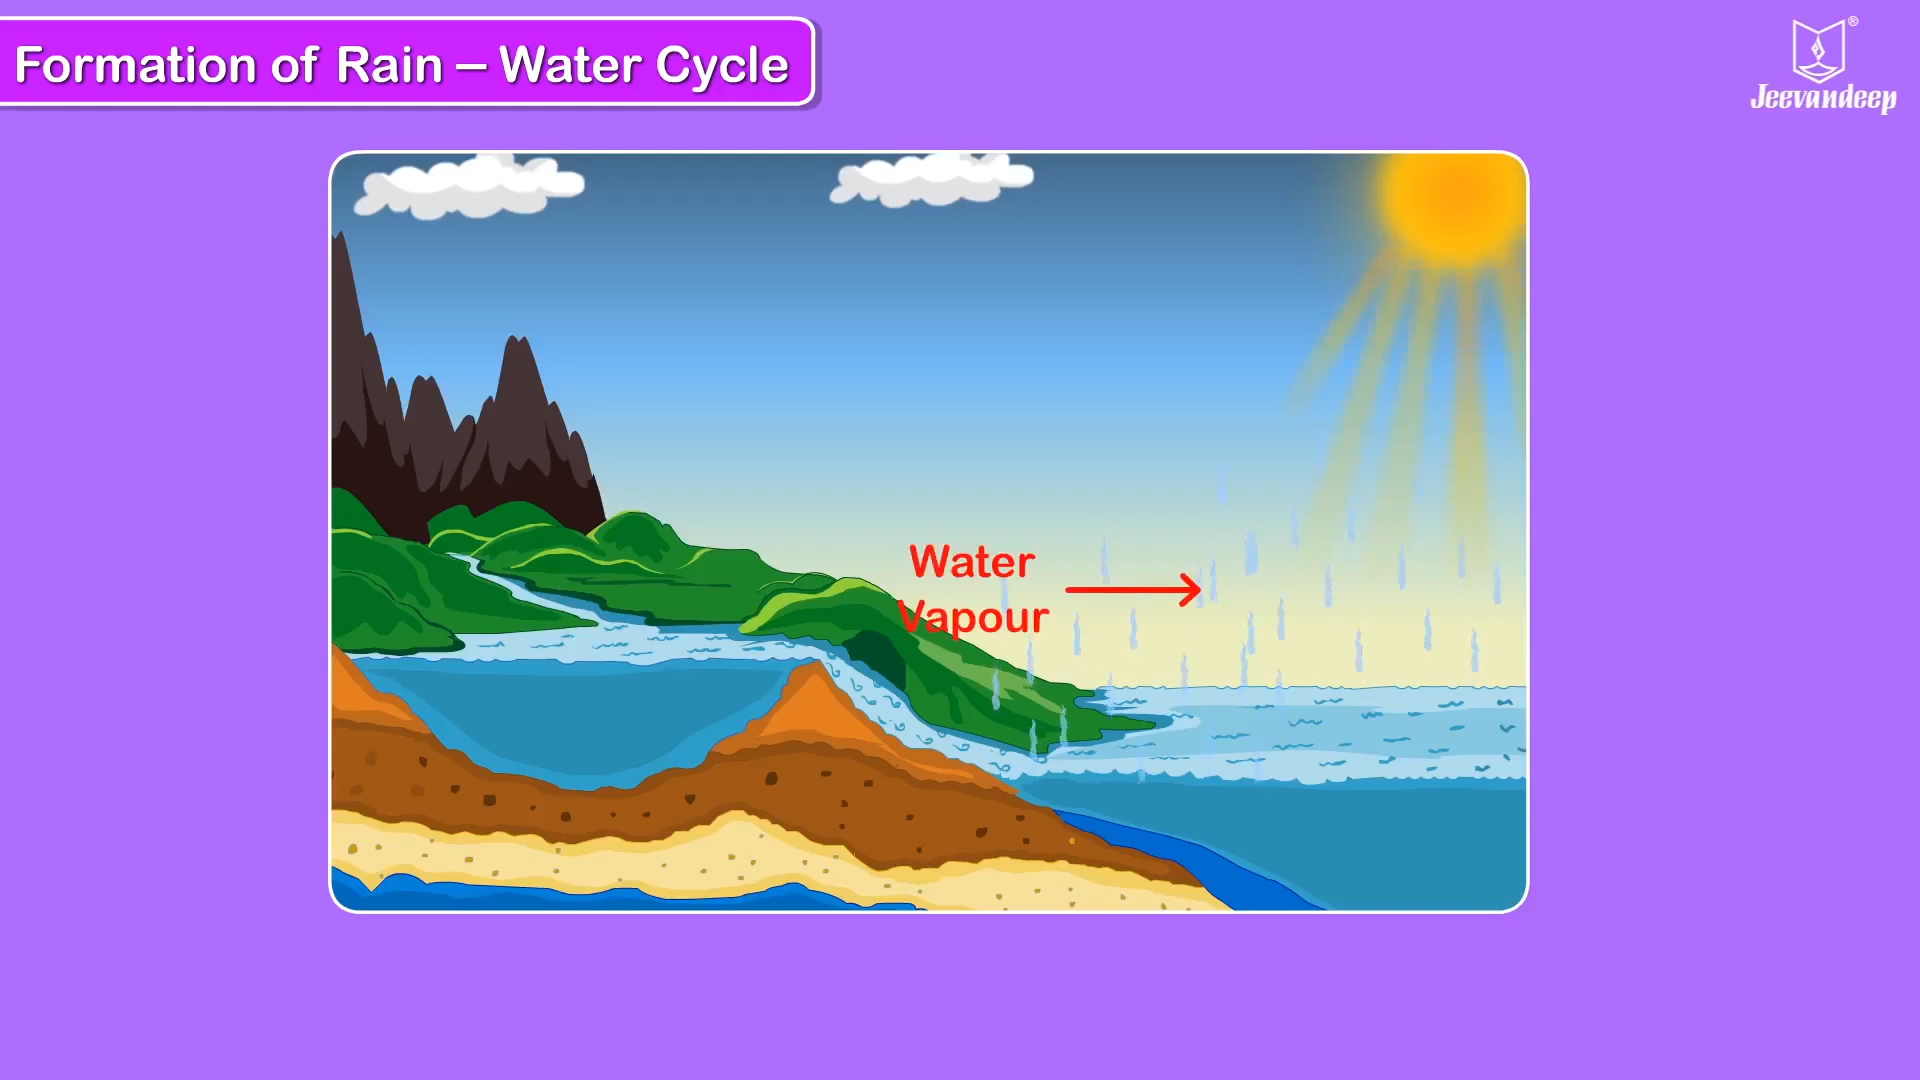 Formation of Rain – Water Cycle
®
Jeevandeep
Water
Vapour